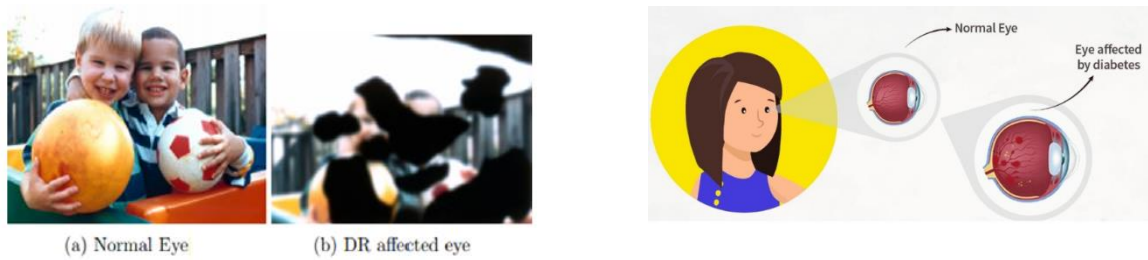 (a) Normal Eye
(b) DR affected eye
Normal Eye
Eye affected
by diabetes